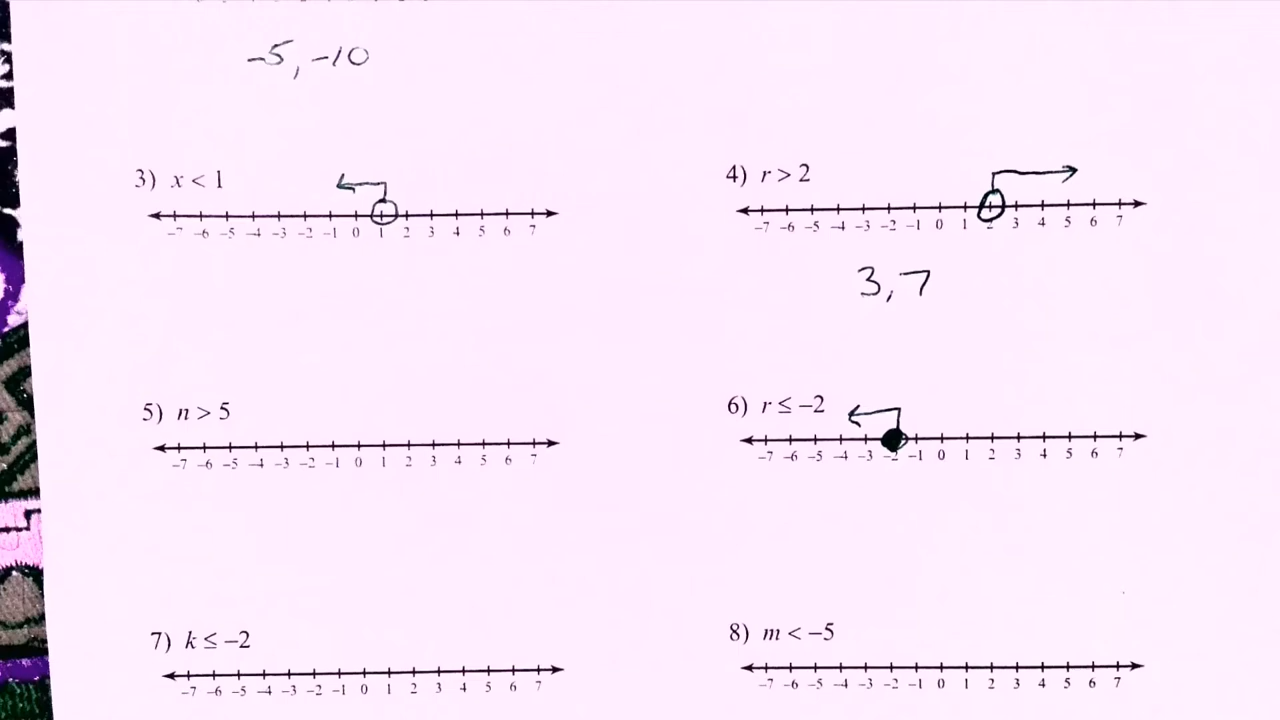 -5, -10
3) x < 1
-7 -6 -5 -4 -3 -2 -1 0 1 2 3 4 5 6 7
4) r > 2
-7 -6 -5 -4 -3 -2 -1 0 1 2 3 4 5 6 7
3, 7
5) n > 5
-7 -6 -5 -4 -3 -2 -1 0 1 2 3 4 5 6 7
6) r ≤ -2
-7 -6 -5 -4 -3 -2 -1 0 1 2 3 4 5 6 7
7) k ≤ -2
-7 -6 -5 -4 -3 -2 -1 0 1 2 3 4 5 6 7
8) m < -5
-7 -6 -5 -4 -3 -2 -1 0 1 2 3 4 5 6 7